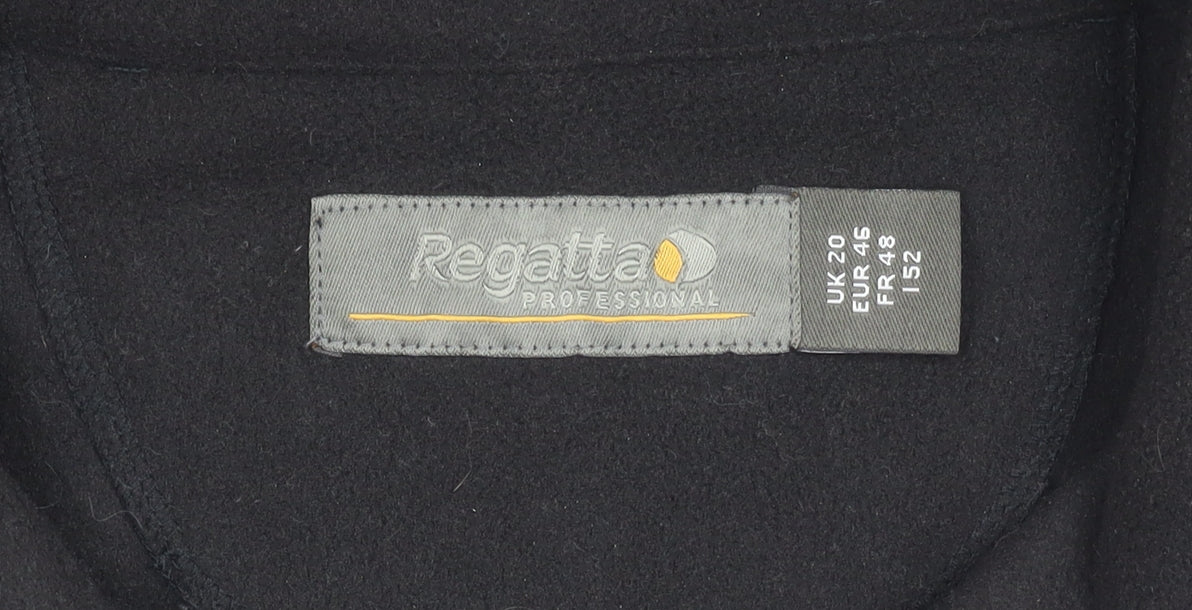 Regatta
PROFESSIONAL
UK 20
EUR 46
FR 48
I 52